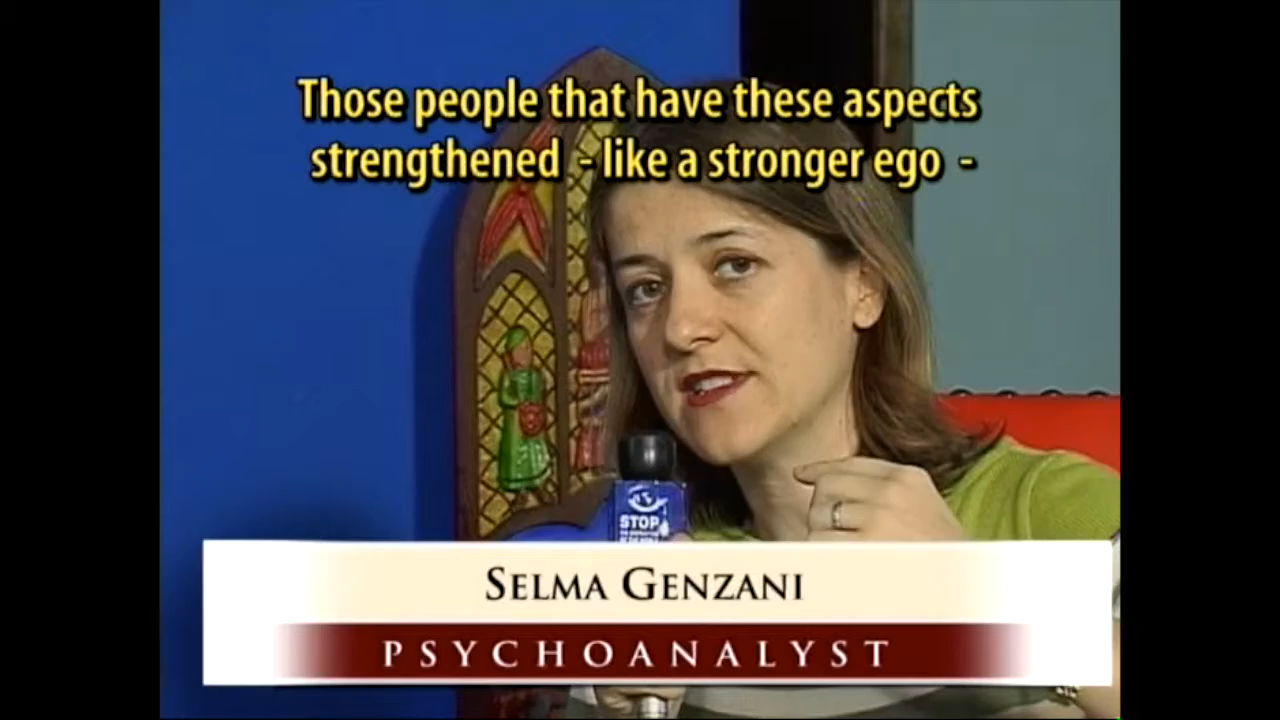 Those people that have these aspects
strengthened - like a stronger ego -
STOP
SELMA GENZANI
PSYCHOANALYST